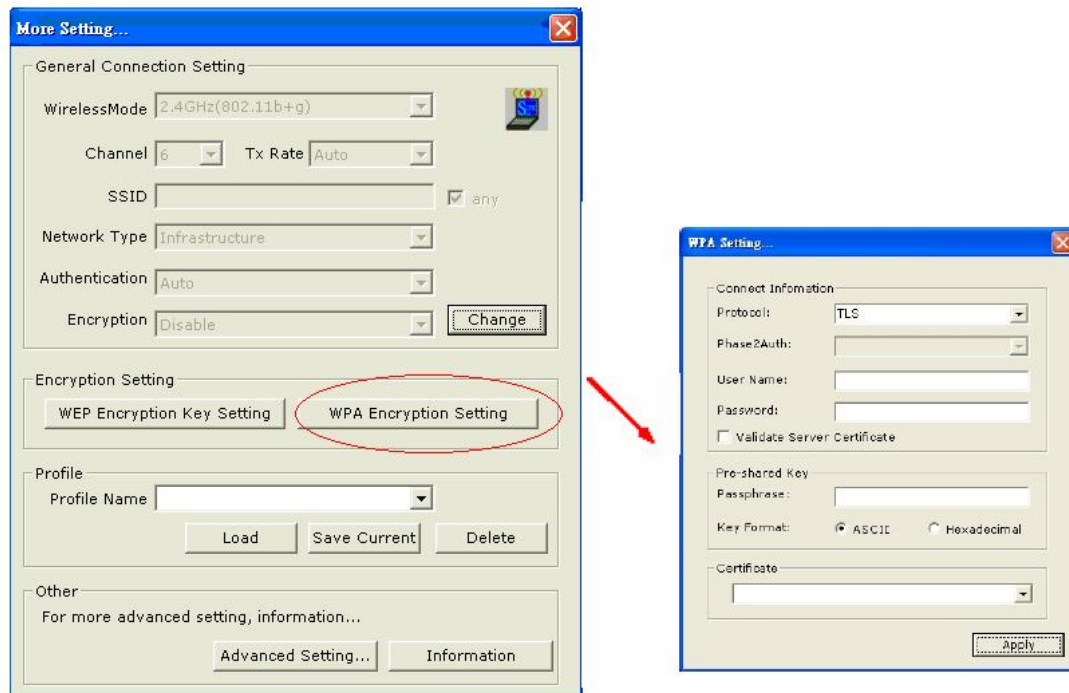 More Setting...
General Connection Setting
WirelessMode 2.4GHz(802.11b+g)
Channel 6 Tx Rate Auto
SSID any
Network Type Infrastructure
Authentication Auto
Encryption Disable Change
Encryption Setting
WEP Encryption Key Setting WPA Encryption Setting
Profile
Profile Name
Load Save Current Delete
Other
For more advanced setting, information...
Advanced Setting... Information
WPA Setting...
Connect Infomation
Protocol: TLS
Phase2Auth:
User Name:
Password:
Validate Server Certificate
Pre-shared Key
Passphrase:
Key Format: ASCII Hexadecimal
Certificate
Apply